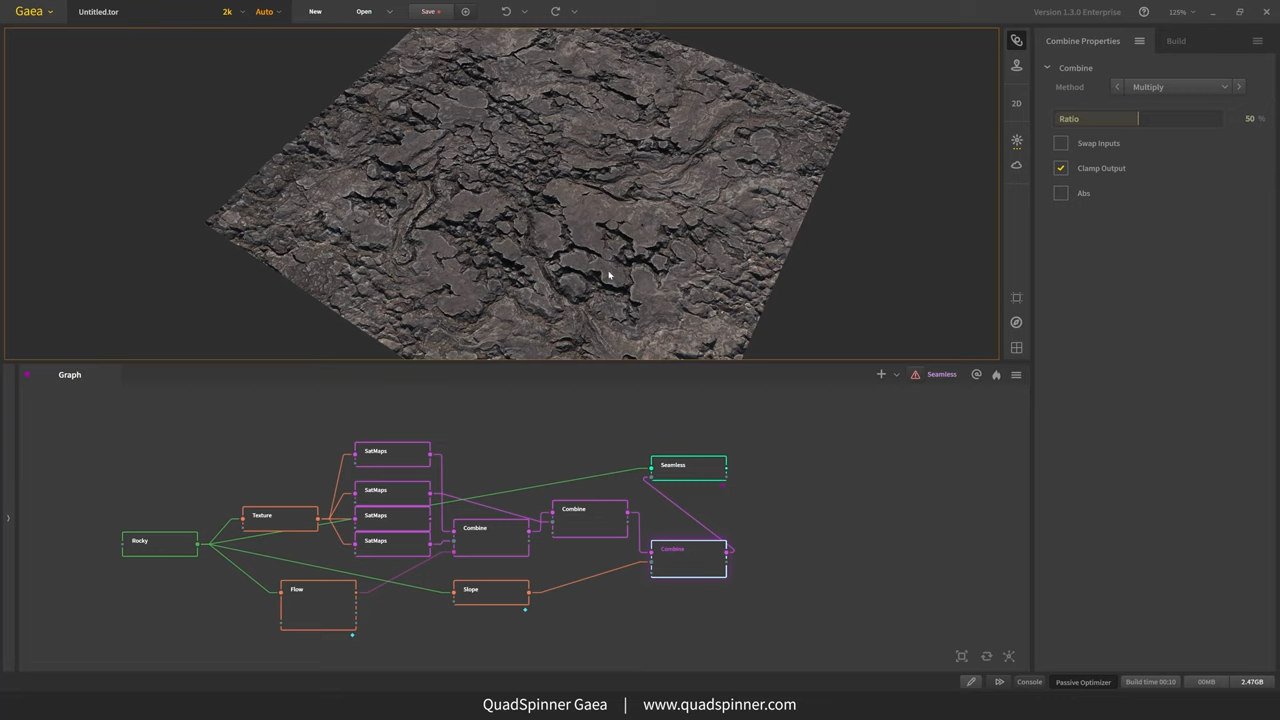 Gaea
Untitled.tor
2k
Auto
New
Open
Save
Version 1.3.0 Enterprise
125%
Combine Properties
Build
Combine
Method
Multiply
Ratio
50 %
Swap Inputs
Clamp Output
Abs
2D
Graph
Seamless
SatMaps
Seamless
SatMaps
Texture
SatMaps
Combine
Combine
Rocky
SatMaps
Combine
Flow
Slope
Console
Passive Optimizer
Build time 00:10
00MB
2.47GB
QuadSpinner Gaea | www.quadspinner.com